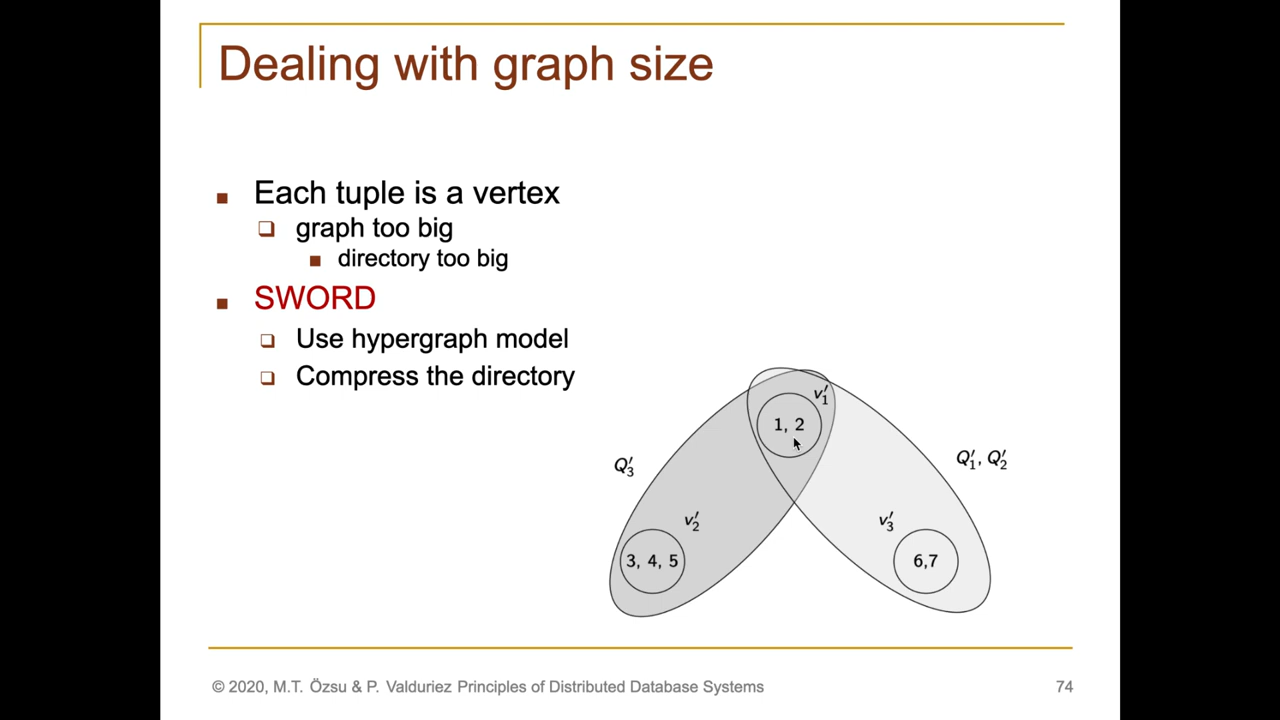 Dealing with graph size
Each tuple is a vertex
graph too big
directory too big
SWORD
Use hypergraph model
Compress the directory
v′₁
1, 2
Q′₃
Q′₁, Q′₂
v′₂
v′₃
3, 4, 5
6,7
© 2020, M.T. Özsu & P. Valduriez Principles of Distributed Database Systems
74